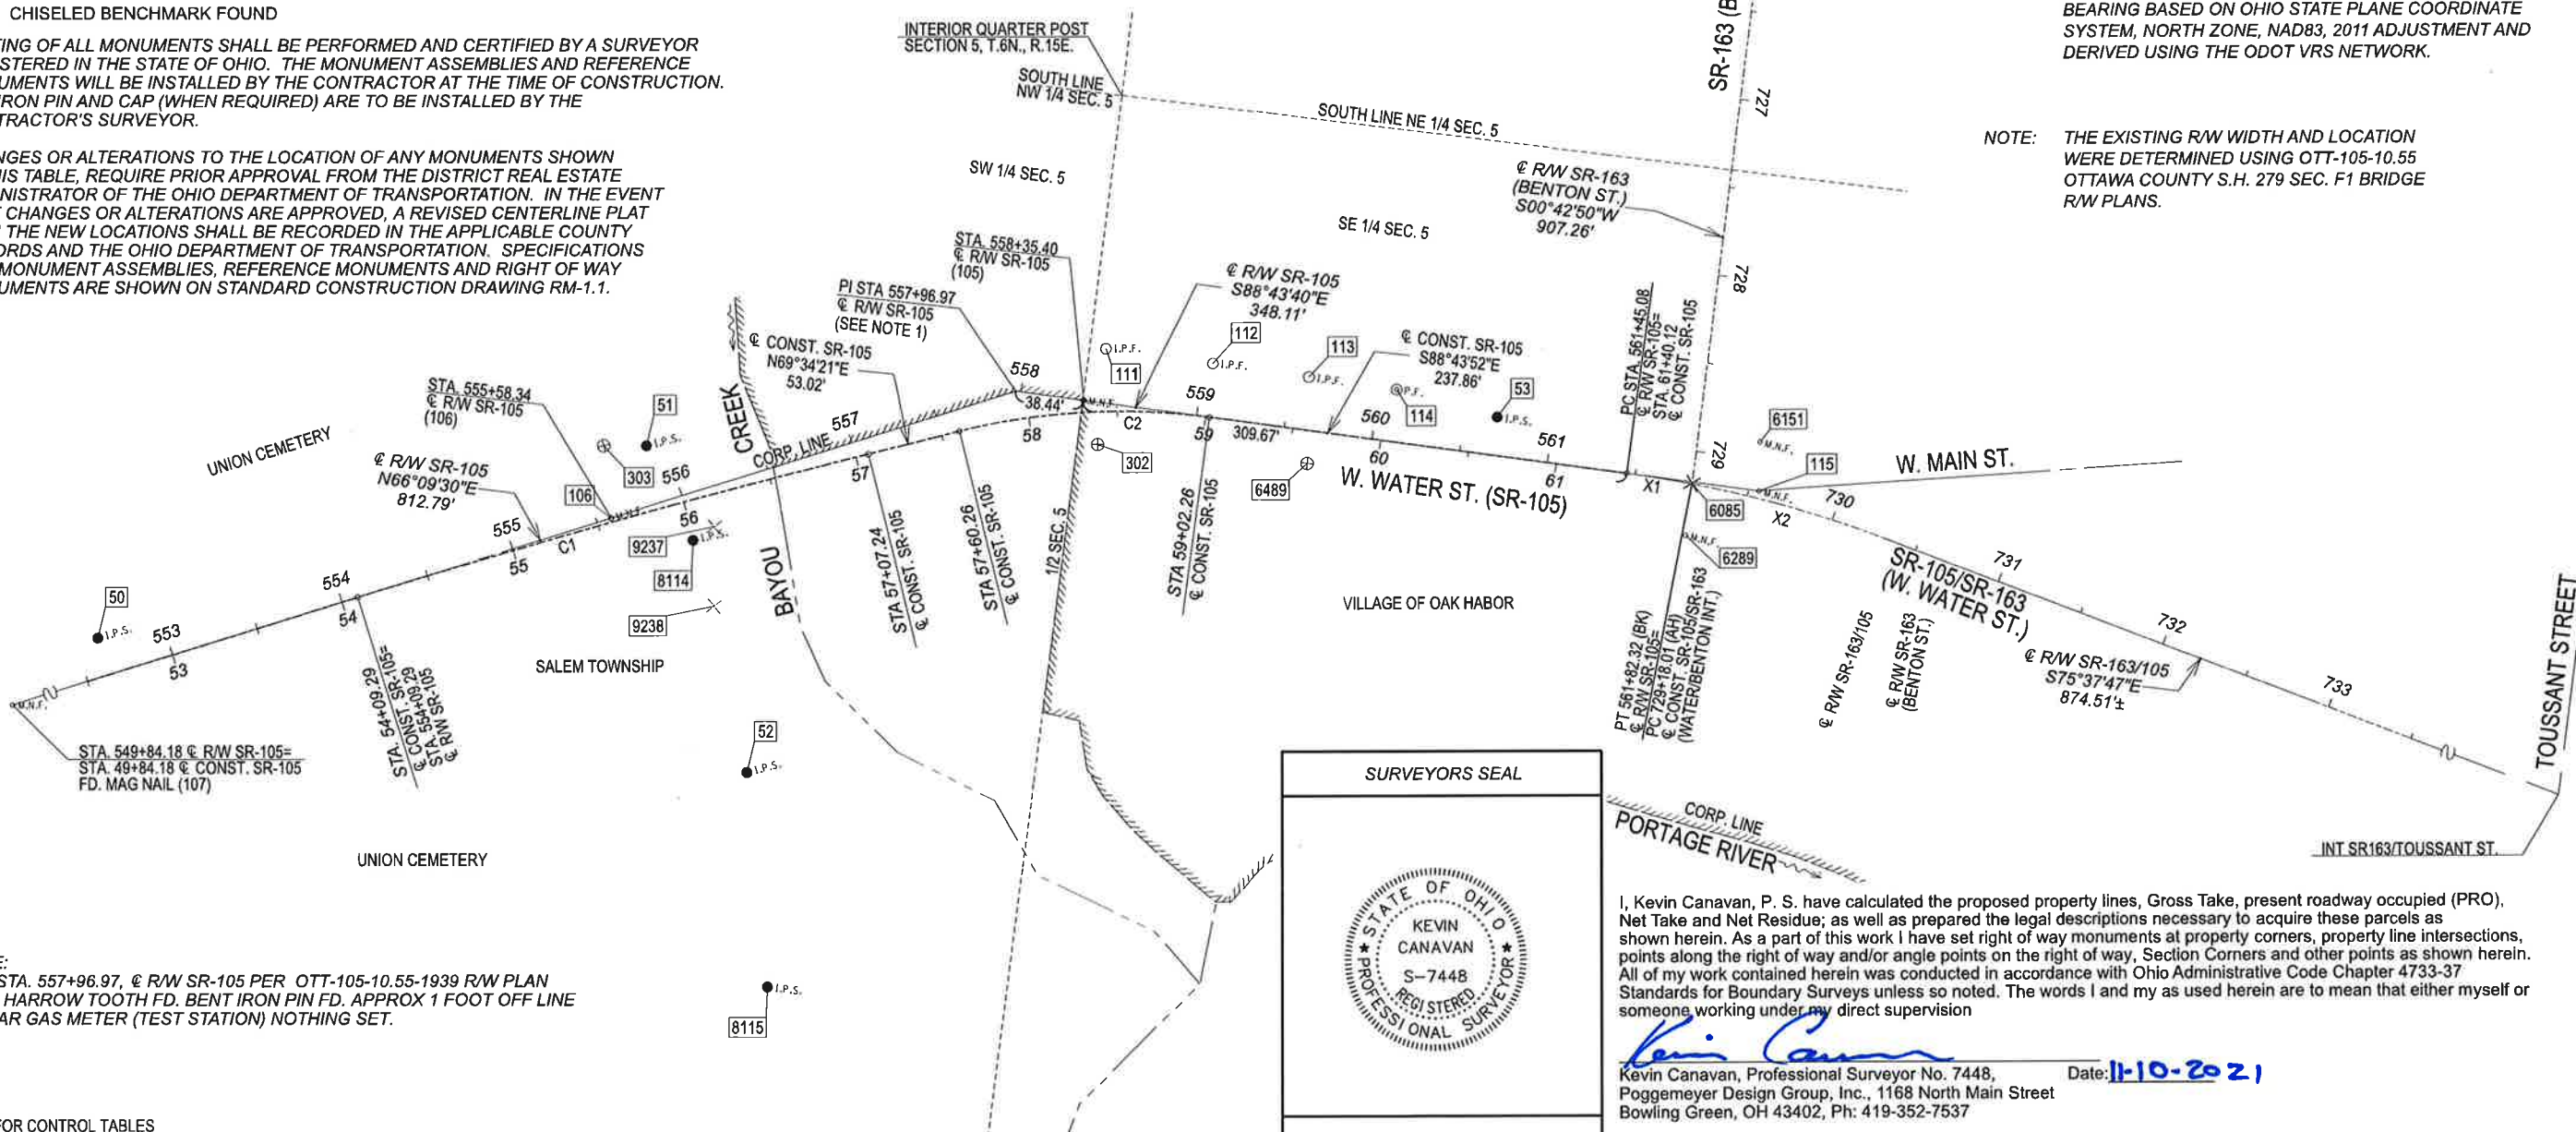 CHISELED BENCHMARK FOUND
OF ALL MONUMENTS SHALL BE PERFORMED AND CERTIFIED BY A SURVEYOR
IN THE STATE OF OHIO. THE MONUMENT ASSEMBLIES AND REFERENCE
WILL BE INSTALLED BY THE CONTRACTOR AT THE TIME OF CONSTRUCTION.
IRON PIN AND CAP (WHEN REQUIRED) ARE TO BE INSTALLED BY THE
SURVEYOR.
OR ALTERATIONS TO THE LOCATION OF ANY MONUMENTS SHOWN
TABLE, REQUIRE PRIOR APPROVAL FROM THE DISTRICT REAL ESTATE
OF THE OHIO DEPARTMENT OF TRANSPORTATION. IN THE EVENT
CHANGES OR ALTERATIONS ARE APPROVED, A REVISED CENTERLINE PLAT
THE NEW LOCATIONS SHALL BE RECORDED IN THE APPLICABLE COUNTY
AND THE OHIO DEPARTMENT OF TRANSPORTATION. SPECIFICATIONS
MONUMENT ASSEMBLIES, REFERENCE MONUMENTS AND RIGHT OF WAY
ARE SHOWN ON STANDARD CONSTRUCTION DRAWING RM-1.1.
INTERIOR QUARTER POST
SECTION 5, T.6N., R.15E.
SOUTH LINE
NW 1/4 SEC. 5
SOUTH LINE NE 1/4 SEC. 5
SW 1/4 SEC. 5
SE 1/4 SEC. 5
SR-163 (B
727
728
729
BEARING BASED ON OHIO STATE PLANE COORDINATE
SYSTEM, NORTH ZONE, NAD83, 2011 ADJUSTMENT AND
DERIVED USING THE ODOT VRS NETWORK.
NOTE: THE EXISTING R/W WIDTH AND LOCATION
WERE DETERMINED USING OTT-105-10.55
OTTAWA COUNTY S.H. 279 SEC. F1 BRIDGE
R/W PLANS.
℄ R/W SR-163
(BENTON ST.)
S00°42'50"W
907.26'
STA. 558+35.40
℄ R/W SR-105
(105)
PI STA 557+96.97
℄ R/W SR-105
(SEE NOTE 1)
℄ R/W SR-105
S88°43'40"E
348.11'
℄ CONST. SR-105
N69°34'21"E
53.02'
℄ CONST. SR-105
S88°43'52"E
237.86'
PC STA. 561+45.08
℄ R/W SR-105=
STA. 61+40.12
℄ CONST. SR-105
STA. 555+58.34
℄ R/W SR-105
(106)
UNION CEMETERY
℄ R/W SR-105
N66°09'30"E
812.79'
CREEK
BAYOU
CORP. LINE
51
I.P.S.
303
106
M.N.F.
556
557
558
559
560
561
555
554
553
53
54
55
56
57
58
59
60
61
C1
C2
X1
X2
38.44'
309.67'
M.N.F.
111
I.P.F.
112
I.P.F.
113
I.P.F.
114
P.F.
53
I.P.S.
302
6489
W. WATER ST. (SR-105)
6151
M.N.F.
115
M.N.F.
W. MAIN ST.
6085
6289
M.N.F.
730
731
732
733
SR-105/SR-163
(W. WATER ST.)
9237
8114
I.P.S.
9238
50
I.P.S.
SALEM TOWNSHIP
VILLAGE OF OAK HABOR
1/2 SEC. 5
STA 57+07.24
℄ CONST. SR-105
STA 57+60.26
℄ CONST. SR-105
STA 59+02.26
℄ CONST. SR-105
STA. 54+09.29
℄ CONST. SR-105=
STA. 554+09.29
℄ R/W SR-105
PT 561+82.32 (BK)
℄ R/W SR-105=
PC 729+18.01 (AH)
℄ CONST. SR-105/SR-163
(WATER/BENTON INT.)
℄ R/W SR-163/105
℄ R/W SR-163
(BENTON ST.)
℄ R/W SR-163/105
S75°37'47"E
874.51'±
TOUSSANT STREET
INT SR163/TOUSSANT ST.
M.N.F.
STA. 549+84.18 ℄ R/W SR-105=
STA. 49+84.18 ℄ CONST. SR-105
FD. MAG NAIL (107)
52
I.P.S.
UNION CEMETERY
8115
I.P.S.
CORP. LINE
PORTAGE RIVER
STA. 557+96.97, ℄ R/W SR-105 PER OTT-105-10.55-1939 R/W PLAN
HARROW TOOTH FD. BENT IRON PIN FD. APPROX 1 FOOT OFF LINE
GAS METER (TEST STATION) NOTHING SET.
FOR CONTROL TABLES
SURVEYORS SEAL
STATE OF OHIO
KEVIN
CANAVAN
S-7448
REGISTERED
PROFESSIONAL SURVEYOR
I, Kevin Canavan, P. S. have calculated the proposed property lines, Gross Take, present roadway occupied (PRO),
Net Take and Net Residue; as well as prepared the legal descriptions necessary to acquire these parcels as
shown herein. As a part of this work I have set right of way monuments at property corners, property line intersections,
points along the right of way and/or angle points on the right of way, Section Corners and other points as shown herein.
All of my work contained herein was conducted in accordance with Ohio Administrative Code Chapter 4733-37
Standards for Boundary Surveys unless so noted. The words I and my as used herein are to mean that either myself or
someone working under my direct supervision
Kevin Canavan, Professional Surveyor No. 7448,
Poggemeyer Design Group, Inc., 1168 North Main Street
Bowling Green, OH 43402, Ph: 419-352-7537
Date: 11-10-2021